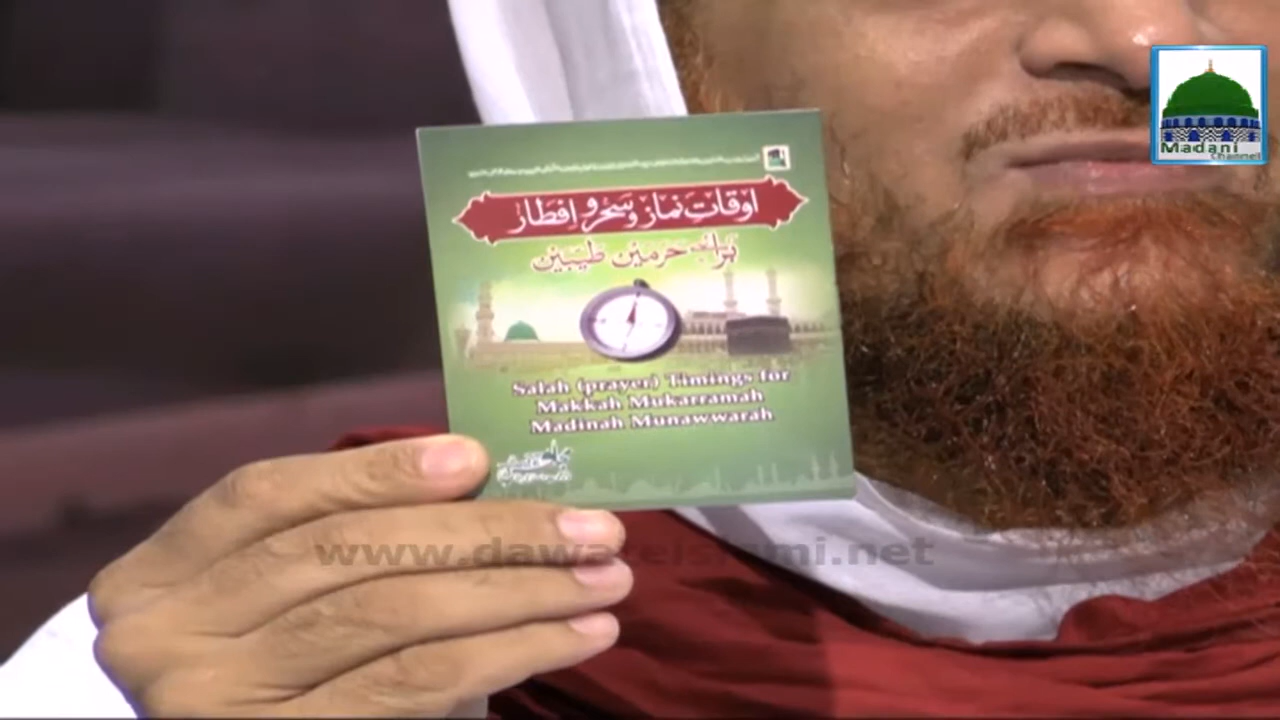 اوقاتِ نماز و سحر و افطار
برائے حرمین طیبین
Salah (prayer) Timings for
Makkah Mukarramah
Madinah Munawwarah
Madani
Channel
www.dawateislami.net